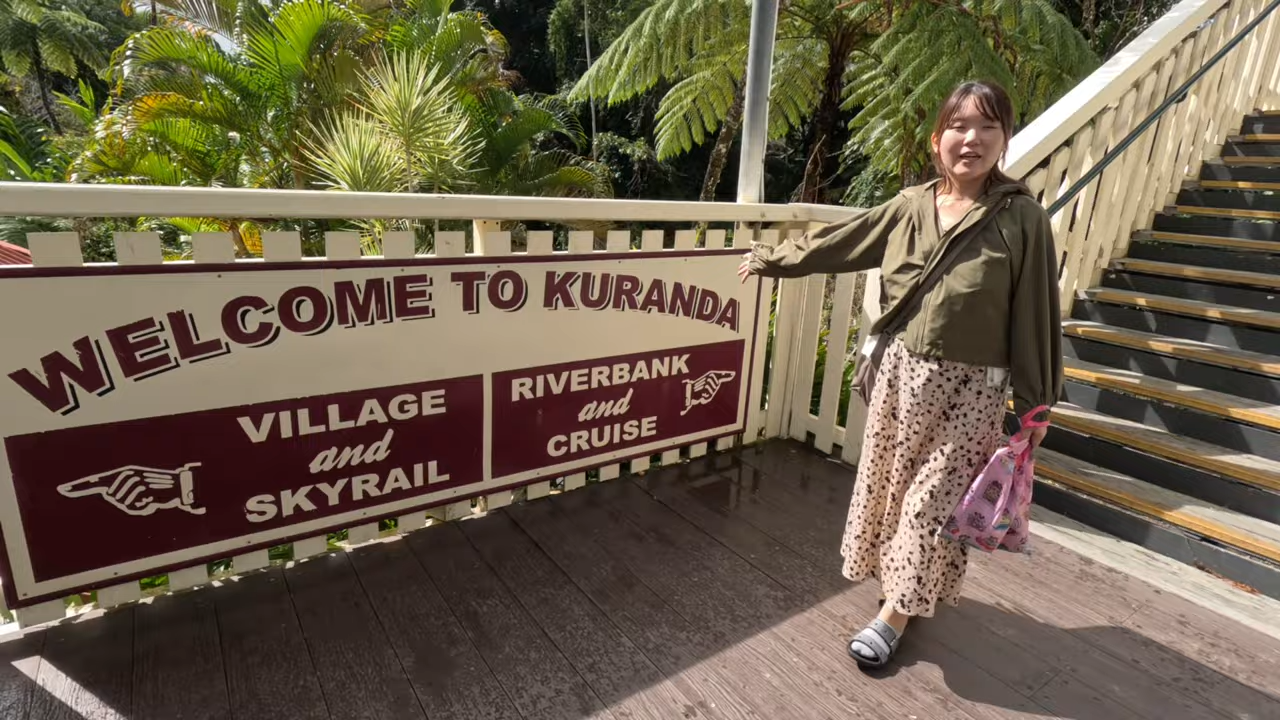 WELCOME TO KURANDA
VILLAGE
and
SKYRAIL
RIVERBANK
and
CRUISE